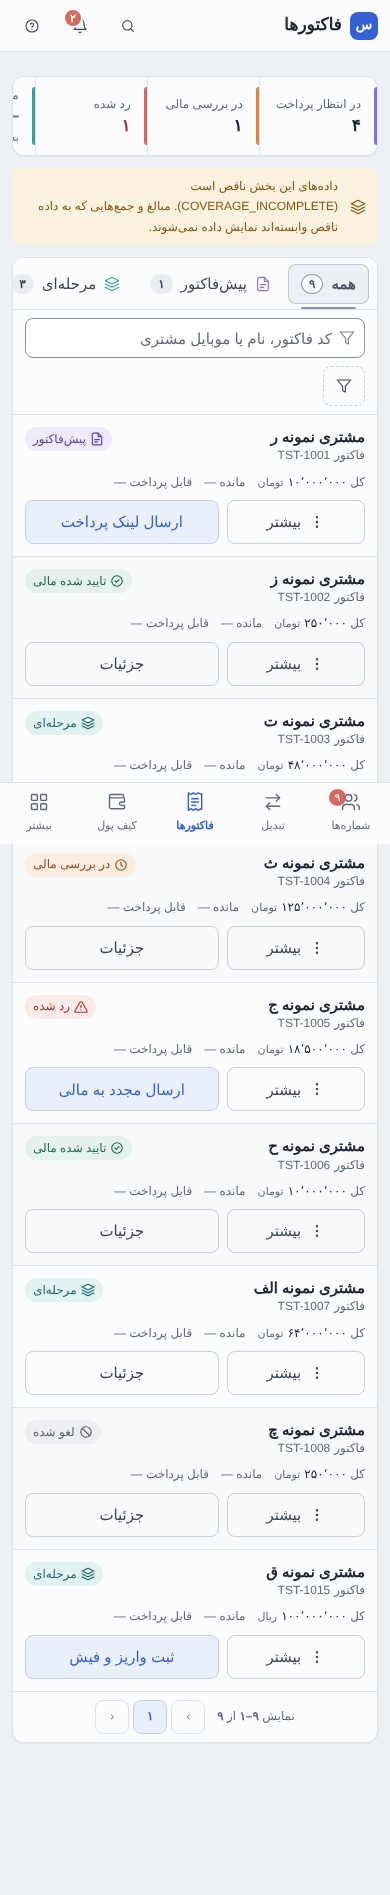 س
فاکتورها
۲
در انتظار پرداخت
۴
در بررسی مالی
۱
رد شده
۱
داده‌های این بخش ناقص است
(COVERAGE_INCOMPLETE). مبالغ و جمع‌هایی که به داده
ناقص وابسته‌اند نمایش داده نمی‌شوند.
همه ۹
پیش‌فاکتور ۱
مرحله‌ای ۳
کد فاکتور، نام یا موبایل مشتری
مشتری نمونه ر
پیش‌فاکتور
فاکتور TST-1001
کل ۱۰٬۰۰۰٬۰۰۰ تومان مانده — قابل پرداخت —
بیشتر
ارسال لینک پرداخت
مشتری نمونه ز
تایید شده مالی
فاکتور TST-1002
کل ۲۵۰٬۰۰۰ تومان مانده — قابل پرداخت —
بیشتر
جزئیات
مشتری نمونه ت
مرحله‌ای
فاکتور TST-1003
کل ۴۸٬۰۰۰٬۰۰۰ تومان مانده — قابل پرداخت —
۹
شماره‌ها
تبدیل
فاکتورها
کیف پول
بیشتر
مشتری نمونه ث
در بررسی مالی
فاکتور TST-1004
کل ۱۲۵٬۰۰۰٬۰۰۰ تومان مانده — قابل پرداخت —
بیشتر
جزئیات
مشتری نمونه ج
رد شده
فاکتور TST-1005
کل ۱۸٬۵۰۰٬۰۰۰ تومان مانده — قابل پرداخت —
بیشتر
ارسال مجدد به مالی
مشتری نمونه ح
تایید شده مالی
فاکتور TST-1006
کل ۱۰٬۰۰۰٬۰۰۰ تومان مانده — قابل پرداخت —
بیشتر
جزئیات
مشتری نمونه الف
مرحله‌ای
فاکتور TST-1007
کل ۶۴٬۰۰۰٬۰۰۰ تومان مانده — قابل پرداخت —
بیشتر
جزئیات
مشتری نمونه چ
لغو شده
فاکتور TST-1008
کل ۲۵۰٬۰۰۰ تومان مانده — قابل پرداخت —
بیشتر
جزئیات
مشتری نمونه ق
مرحله‌ای
فاکتور TST-1015
کل ۱۰۰٬۰۰۰٬۰۰۰ ریال مانده — قابل پرداخت —
بیشتر
ثبت واریز و فیش
نمایش ۱–۹ از ۹
۱